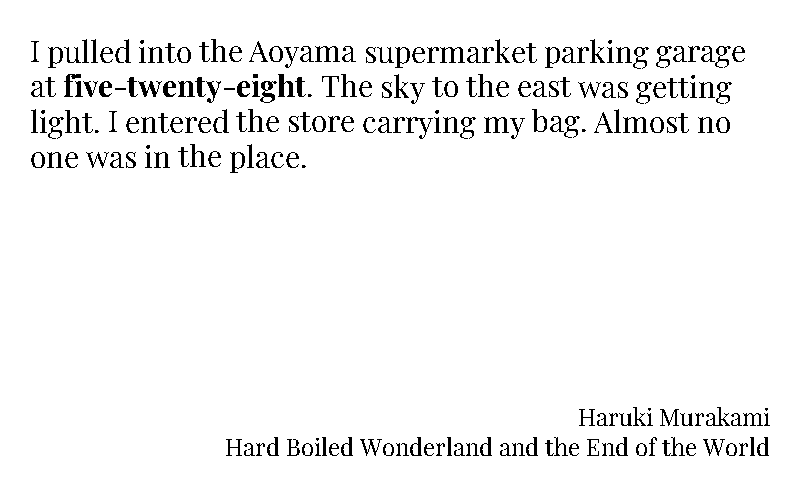 I pulled into the Aoyama supermarket parking garage
at five-twenty-eight. The sky to the east was getting
light. I entered the store carrying my bag. Almost no
one was in the place.
Haruki Murakami
Hard Boiled Wonderland and the End of the World